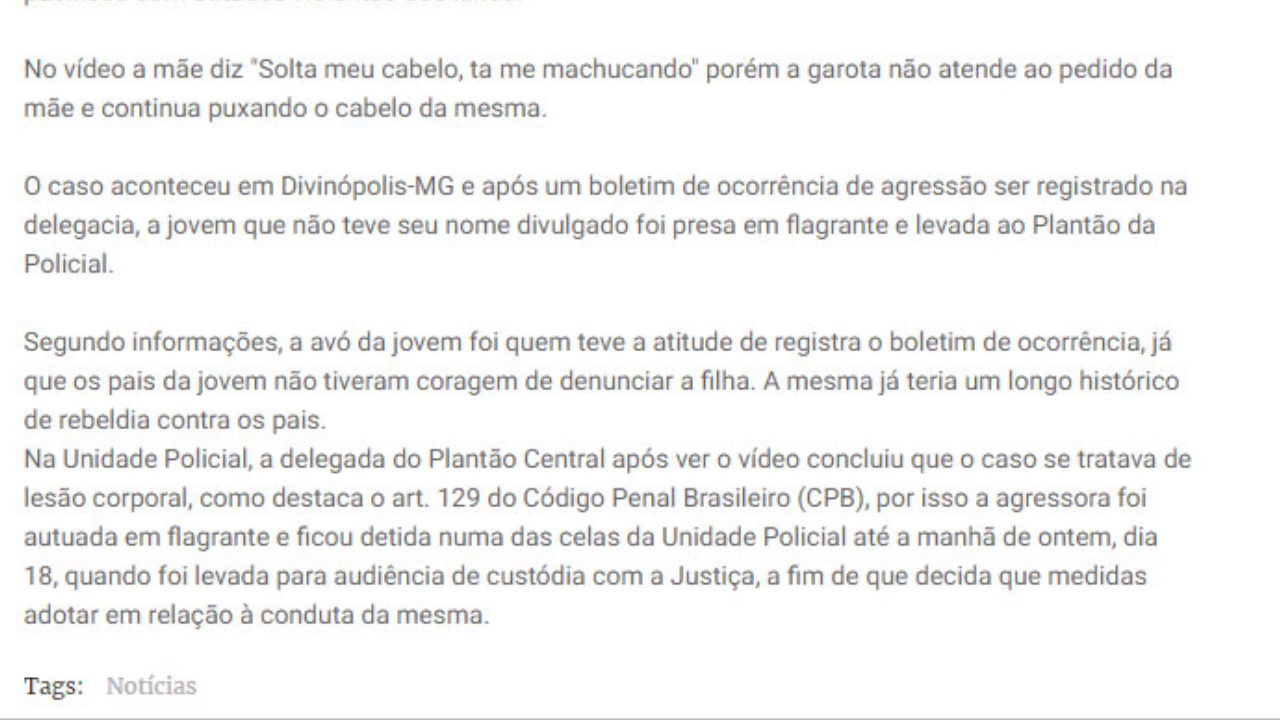 No vídeo a mãe diz "Solta meu cabelo, ta me machucando" porém a garota não atende ao pedido da
mãe e continua puxando o cabelo da mesma.
O caso aconteceu em Divinópolis-MG e após um boletim de ocorrência de agressão ser registrado na
delegacia, a jovem que não teve seu nome divulgado foi presa em flagrante e levada ao Plantão da
Policial.
Segundo informações, a avó da jovem foi quem teve a atitude de registra o boletim de ocorrência, já
que os pais da jovem não tiveram coragem de denunciar a filha. A mesma já teria um longo histórico
de rebeldia contra os pais.
Na Unidade Policial, a delegada do Plantão Central após ver o vídeo concluiu que o caso se tratava de
lesão corporal, como destaca o art. 129 do Código Penal Brasileiro (CPB), por isso a agressora foi
autuada em flagrante e ficou detida numa das celas da Unidade Policial até a manhã de ontem, dia
18, quando foi levada para audiência de custódia com a Justiça, a fim de que decida que medidas
adotar em relação à conduta da mesma.
Tags: Notícias